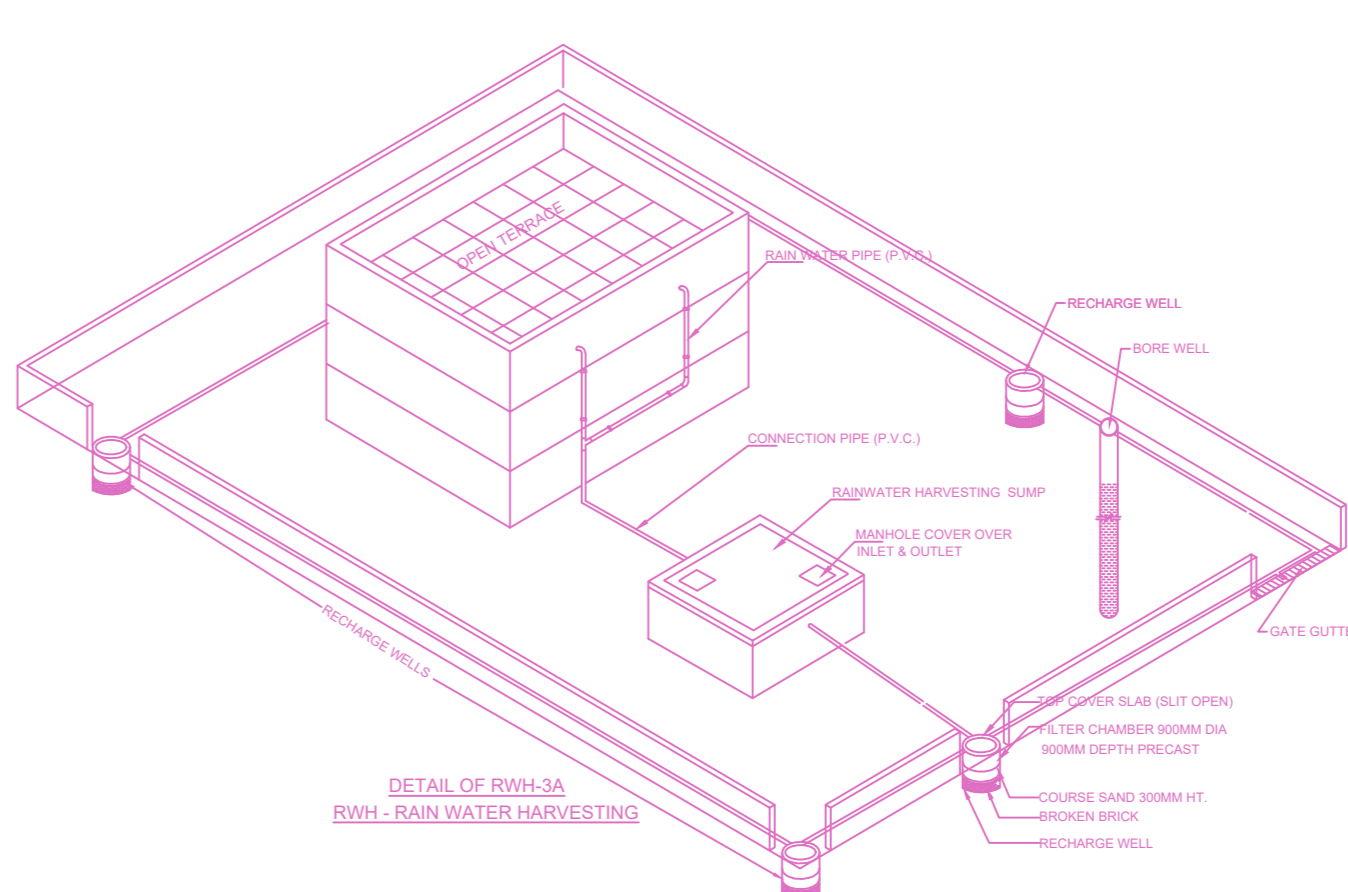 OPEN TERRACE
RAIN WATER PIPE (P.V.C.)
RECHARGE WELL
BORE WELL
CONNECTION PIPE (P.V.C.)
RAINWATER HARVESTING SUMP
MANHOLE COVER OVER
INLET & OUTLET
RECHARGE WELLS
GATE GUTTE
TOP COVER SLAB (SLIT OPEN)
FILTER CHAMBER 900MM DIA
900MM DEPTH PRECAST
COURSE SAND 300MM HT.
BROKEN BRICK
RECHARGE WELL
DETAIL OF RWH-3A
RWH - RAIN WATER HARVESTING